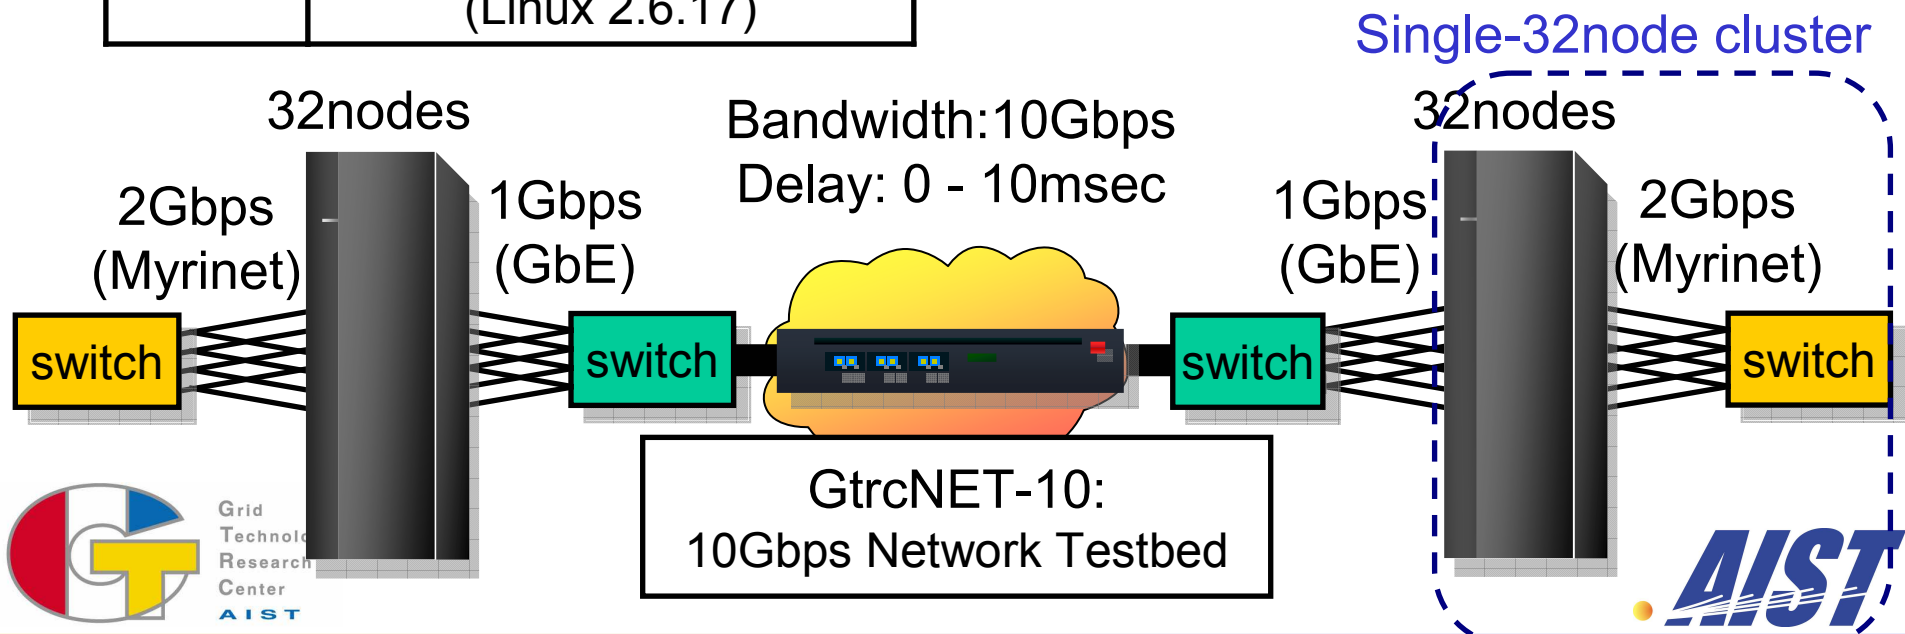 (Linux 2.6.17)
Single-32node cluster
32nodes
Bandwidth:10Gbps
Delay: 0 - 10msec
32nodes
2Gbps
(Myrinet)
1Gbps
(GbE)
1Gbps
(GbE)
2Gbps
(Myrinet)
switch
switch
switch
switch
GtrcNET-10:
10Gbps Network Testbed
Grid
Technolo
Research
Center
AIST
AIST